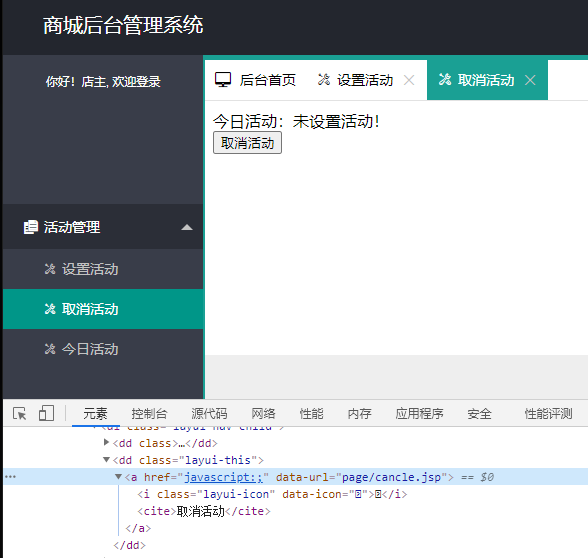 商城后台管理系统
你好！店主, 欢迎登录
后台首页 设置活动 取消活动
今日活动：未设置活动！
取消活动
活动管理
设置活动
取消活动
今日活动
元素 控制台 源代码 网络 性能 内存 应用程序 安全 性能评测
<dd class>…</dd>
<dd class="layui-this">
<a href="javascript:;" data-url="page/cancle.jsp"> == $0
<i class="layui-icon" data-icon=""></i>
<cite>取消活动</cite>
</a>
</dd>